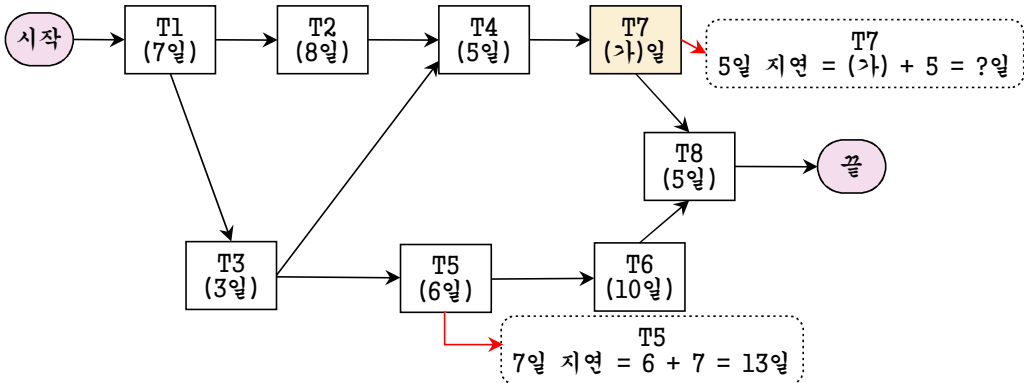 시작
T1
(7일)
T2
(8일)
T4
(5일)
T7
(가)일
T7
5일 지연 = (가) + 5 = ?일
T8
(5일)
끝
T3
(3일)
T5
(6일)
T6
(10일)
T5
7일 지연 = 6 + 7 = 13일